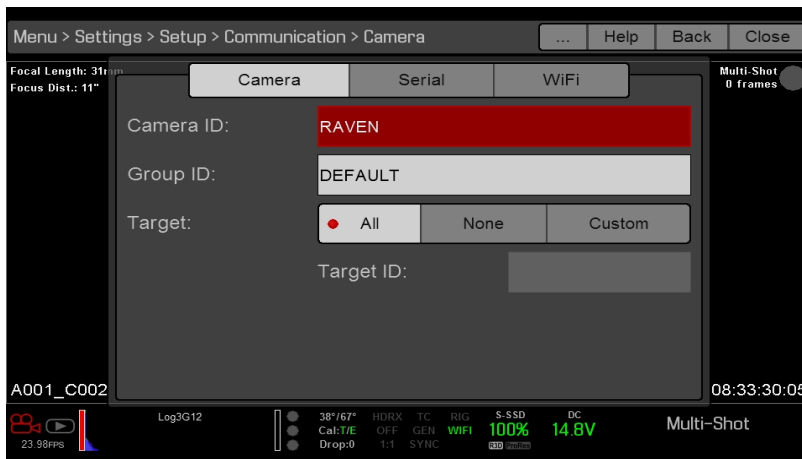 Menu > Settings > Setup > Communication > Camera ... Help Back Close
Focal Length: 31mm
Focus Dist.: 11"
Multi-Shot
0 frames
Camera Serial WiFi
Camera ID: RAVEN
Group ID: DEFAULT
Target: All None Custom
Target ID:
A001_C002
08:33:30:05
23.98FPS
Log3G12
38°/67° HDRX TC RIG
Cal:T/E OFF GEN WIFI
Drop:0 1:1 SYNC
S-SSD
100%
R3D ProRes
DC
14.8V
Multi-Shot